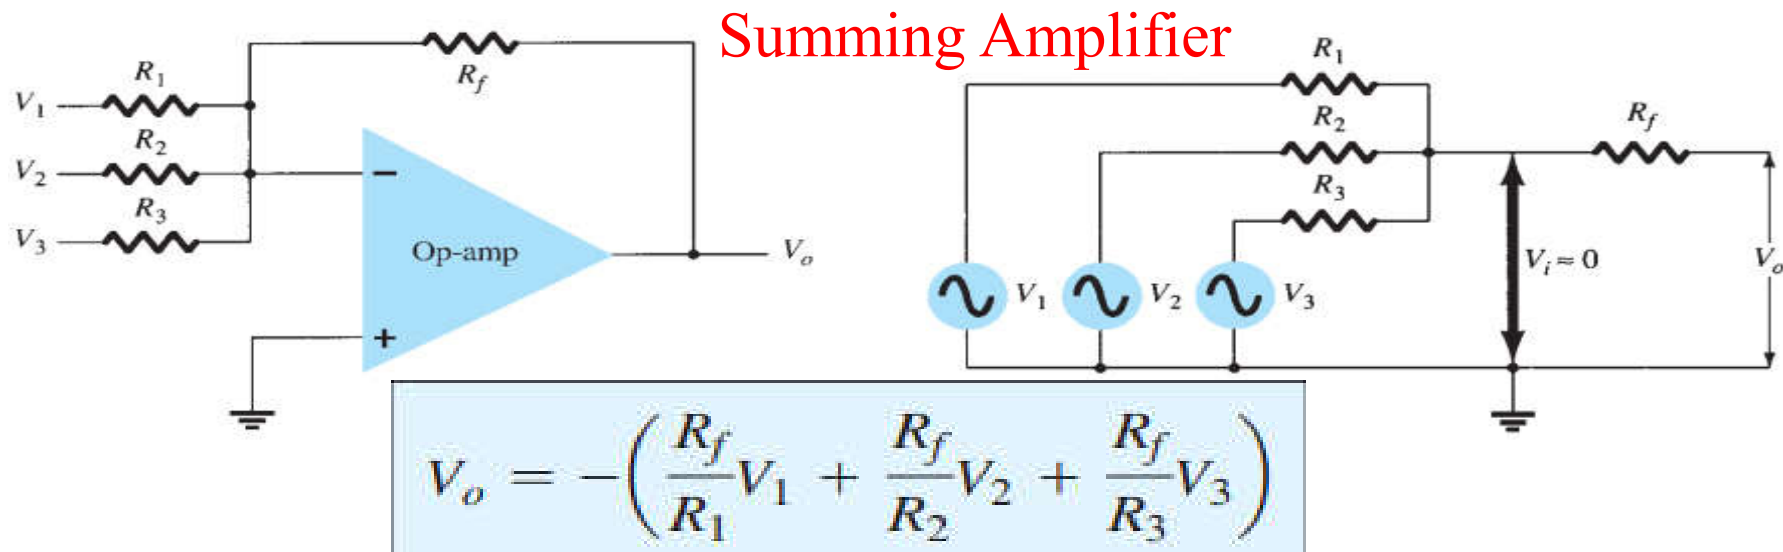 Summing Amplifier
R1
Rf
V1
R2
V2
R3
V3
−
Op-amp
+
Vo
R1
R2
R3
Rf
V1
V2
V3
Vi ≈ 0
Vo
Vo = −(Rf/R1 V1 + Rf/R2 V2 + Rf/R3 V3)